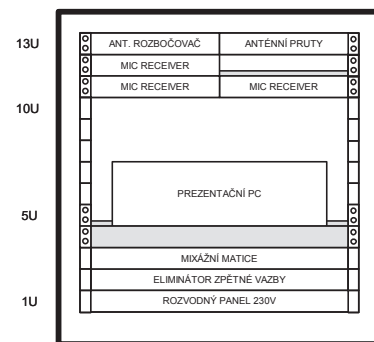 13U
ANT. ROZBOČOVAČ ANTÉNNÍ PRUTY
MIC RECEIVER
MIC RECEIVER MIC RECEIVER
10U
PREZENTAČNÍ PC
5U
MIXÁŽNÍ MATICE
ELIMINÁTOR ZPĚTNÉ VAZBY
1U
ROZVODNÝ PANEL 230V